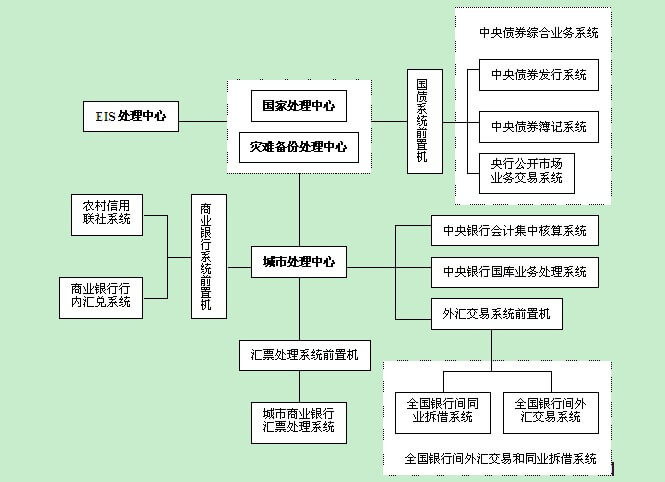 中央债券综合业务系统
中央债券发行系统
国家处理中心
EIS 处理中心
灾难备份处理中心
国债系统前置机
中央债券簿记系统
央行公开市场
业务交易系统
农村信用
联社系统
商业银行系统前置机
中央银行会计集中核算系统
城市处理中心
中央银行国库业务处理系统
商业银行行
内汇兑系统
外汇交易系统前置机
汇票处理系统前置机
城市商业银行
汇票处理系统
全国银行间同
业拆借系统
全国银行间外
汇交易系统
全国银行间外汇交易和同业拆借系统